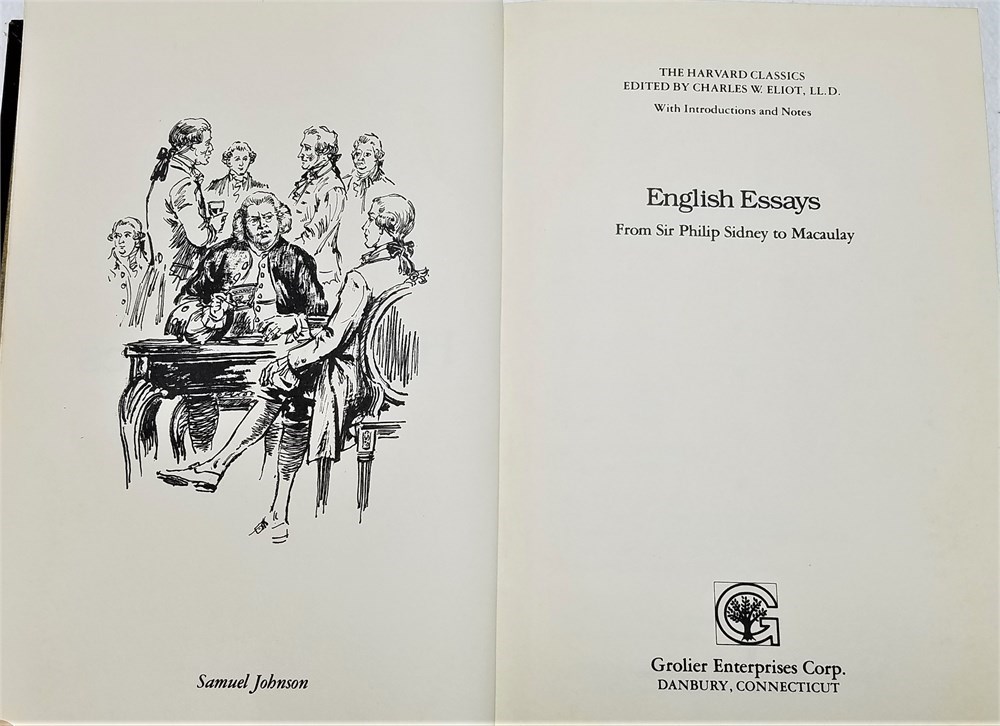 Samuel Johnson
THE HARVARD CLASSICS
EDITED BY CHARLES W. ELIOT, LL.D.
With Introductions and Notes
English Essays
From Sir Philip Sidney to Macaulay
G
Grolier Enterprises Corp.
DANBURY, CONNECTICUT